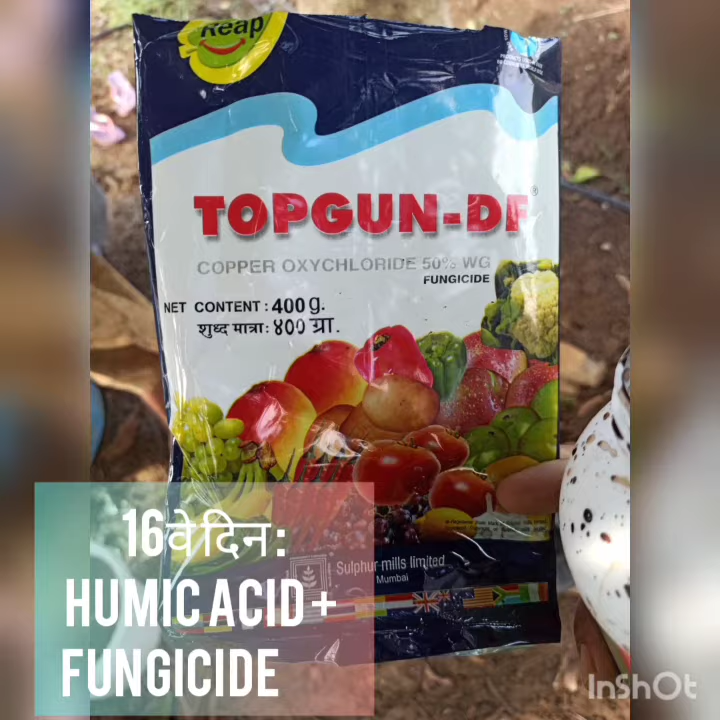 Reap
TOPGUN-DF®
COPPER OXYCHLORIDE 50% WG
FUNGICIDE
NET CONTENT : 400 g.
शुध्द मात्रा: ४०० ग्रा.
Sulphur mills limited
Mumbai
16वे दिन:
HUMIC ACID +
FUNGICIDE
InShOt